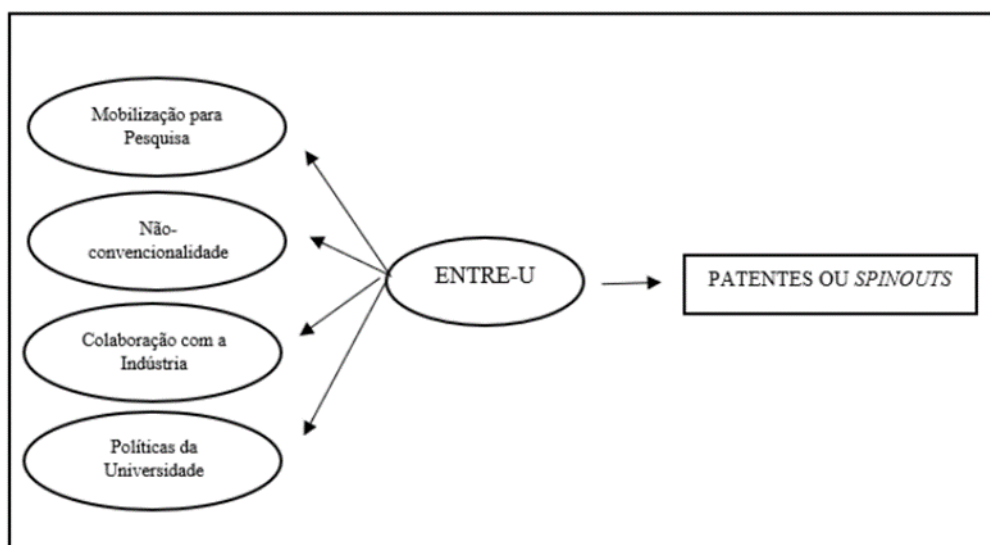 Mobilização para
Pesquisa
Não-
convencionalidade
Colaboração com a
Indústria
Políticas da
Universidade
ENTRE-U
PATENTES OU SPINOUTS